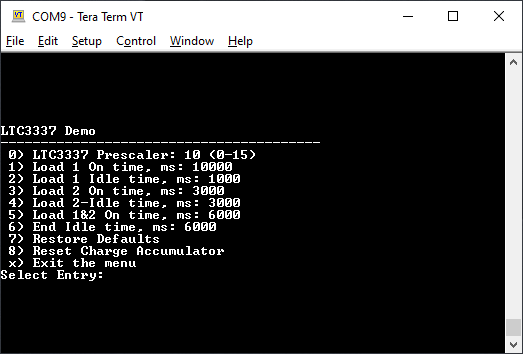 COM9 - Tera Term VT
File Edit Setup Control Window Help
LTC3337 Demo
----------------------------------------
0) LTC3337 Prescaler: 10 (0-15)
1) Load 1 On time, ms: 10000
2) Load 1 Idle time, ms: 1000
3) Load 2 On time, ms: 3000
4) Load 2-Idle time, ms: 3000
5) Load 1&2 On time, ms: 6000
6) End Idle time, ms: 6000
7) Restore Defaults
8) Reset Charge Accumulator
x) Exit the menu
Select Entry: